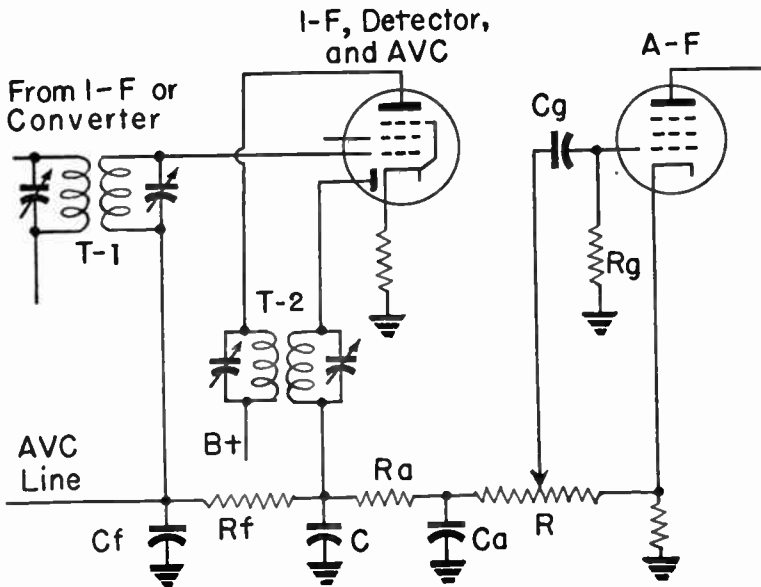 I-F, Detector,
and AVC
A-F
From I-F or
Converter
Cg
T-1
Rg
T-2
B+
AVC
Line
Ra
Rf
R
Cf
C
Ca